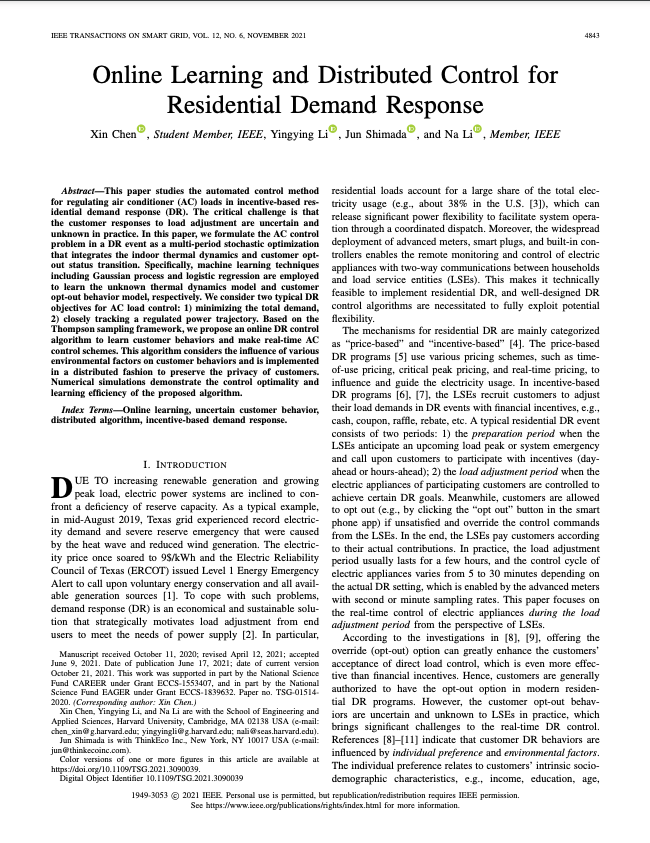 IEEE TRANSACTIONS ON SMART GRID, VOL. 12, NO. 6, NOVEMBER 2021
4843
Online Learning and Distributed Control for
Residential Demand Response
Xin Chen, Student Member, IEEE, Yingying Li, Jun Shimada, and Na Li, Member, IEEE
Abstract—This paper studies the automated control method
for regulating air conditioner (AC) loads in incentive-based res-
idential demand response (DR). The critical challenge is that
the customer responses to load adjustment are uncertain and
unknown in practice. In this paper, we formulate the AC control
problem in a DR event as a multi-period stochastic optimization
that integrates the indoor thermal dynamics and customer opt-
out status transition. Specifically, machine learning techniques
including Gaussian process and logistic regression are employed
to learn the unknown thermal dynamics model and customer
opt-out behavior model, respectively. We consider two typical DR
objectives for AC load control: 1) minimizing the total demand,
2) closely tracking a regulated power trajectory. Based on the
Thompson sampling framework, we propose an online DR control
algorithm to learn customer behaviors and make real-time AC
control schemes. This algorithm considers the influence of various
environmental factors on customer behaviors and is implemented
in a distributed fashion to preserve the privacy of customers.
Numerical simulations demonstrate the control optimality and
learning efficiency of the proposed algorithm.
Index Terms—Online learning, uncertain customer behavior,
distributed algorithm, incentive-based demand response.
I. INTRODUCTION
DUE TO increasing renewable generation and growing
peak load, electric power systems are inclined to con-
front a deficiency of reserve capacity. As a typical example,
in mid-August 2019, Texas grid experienced record electric-
ity demand and severe reserve emergency that were caused
by the heat wave and reduced wind generation. The electric-
ity price once soared to 9$/kWh and the Electric Reliability
Council of Texas (ERCOT) issued Level 1 Energy Emergency
Alert to call upon voluntary energy conservation and all avail-
able generation sources [1]. To cope with such problems,
demand response (DR) is an economical and sustainable solu-
tion that strategically motivates load adjustment from end
users to meet the needs of power supply [2]. In particular,
Manuscript received October 11, 2020; revised April 12, 2021; accepted
June 9, 2021. Date of publication June 17, 2021; date of current version
October 21, 2021. This work was supported in part by the National Science
Fund CAREER under Grant ECCS-1553407, and in part by the National
Science Fund EAGER under Grant ECCS-1839632. Paper no. TSG-01514-
2020. (Corresponding author: Xin Chen.)
Xin Chen, Yingying Li, and Na Li are with the School of Engineering and
Applied Sciences, Harvard University, Cambridge, MA 02138 USA (e-mail:
chen_xin@g.harvard.edu; yingyingli@g.harvard.edu; nali@seas.harvard.edu).
Jun Shimada is with ThinkEco Inc., New York, NY 10017 USA (e-mail:
jun@thinkecoinc.com).
Color versions of one or more figures in this article are available at
https://doi.org/10.1109/TSG.2021.3090039.
Digital Object Identifier 10.1109/TSG.2021.3090039
residential loads account for a large share of the total elec-
tricity usage (e.g., about 38% in the U.S. [3]), which can
release significant power flexibility to facilitate system opera-
tion through a coordinated dispatch. Moreover, the widespread
deployment of advanced meters, smart plugs, and built-in con-
trollers enables the remote monitoring and control of electric
appliances with two-way communications between households
and load service entities (LSEs). This makes it technically
feasible to implement residential DR, and well-designed DR
control algorithms are necessitated to fully exploit potential
flexibility.
The mechanisms for residential DR are mainly categorized
as “price-based” and “incentive-based” [4]. The price-based
DR programs [5] use various pricing schemes, such as time-
of-use pricing, critical peak pricing, and real-time pricing, to
influence and guide the electricity usage. In incentive-based
DR programs [6], [7], the LSEs recruit customers to adjust
their load demands in DR events with financial incentives, e.g.,
cash, coupon, raffle, rebate, etc. A typical residential DR event
consists of two periods: 1) the preparation period when the
LSEs anticipate an upcoming load peak or system emergency
and call upon customers to participate with incentives (day-
ahead or hours-ahead); 2) the load adjustment period when the
electric appliances of participating customers are controlled to
achieve certain DR goals. Meanwhile, customers are allowed
to opt out (e.g., by clicking the “opt out” button in the smart
phone app) if unsatisfied and override the control commands
from the LSEs. In the end, the LSEs pay customers according
to their actual contributions. In practice, the load adjustment
period usually lasts for a few hours, and the control cycle of
electric appliances varies from 5 to 30 minutes depending on
the actual DR setting, which is enabled by the advanced meters
with second or minute sampling rates. This paper focuses on
the real-time control of electric appliances during the load
adjustment period from the perspective of LSEs.
According to the investigations in [8], [9], offering the
override (opt-out) option can greatly enhance the customers’
acceptance of direct load control, which is even more effec-
tive than financial incentives. Hence, customers are generally
authorized to have the opt-out option in modern residen-
tial DR programs. However, the customer opt-out behav-
iors are uncertain and unknown to LSEs in practice, which
brings significant challenges to the real-time DR control.
References [8]–[11] indicate that customer DR behaviors are
influenced by individual preference and environmental factors.
The individual preference relates to customers’ intrinsic socio-
demographic characteristics, e.g., income, education, age,
1949-3053 © 2021 IEEE. Personal use is permitted, but republication/redistribution requires IEEE permission.
See https://www.ieee.org/publications/rights/index.html for more information.